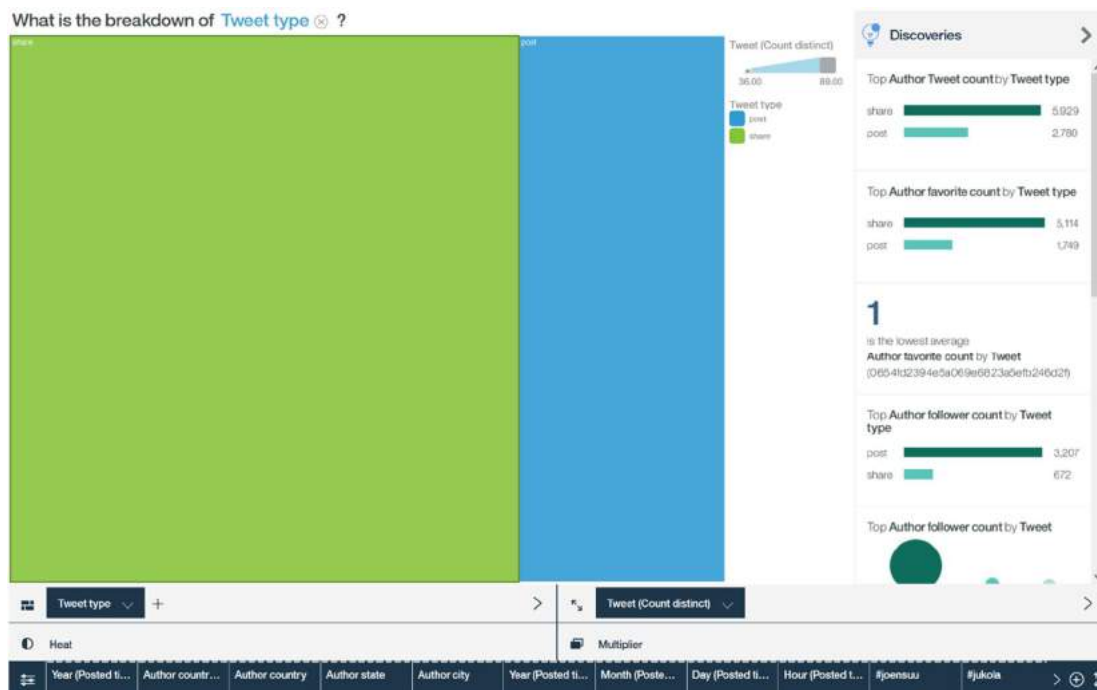 What is the breakdown of Tweet type ?
share
post
Tweet (Count distinct)
36.00 89.00
Tweet type
post
share
Discoveries
Top Author Tweet count by Tweet type
share 5,929
post 2,780
Top Author favorite count by Tweet type
share 5,114
post 1,749
1
is the lowest average
Author favorite count by Tweet
(0654fd2394e5a069e6823a5efb246d2f)
Top Author follower count by Tweet
type
post 3,207
share 672
Top Author follower count by Tweet
Tweet type
Tweet (Count distinct)
Heat
Multiplier
Year (Posted ti... Author countr... Author country Author state Author city Year (Posted ti... Month (Poste... Day (Posted ti... Hour (Posted t... #joensuu #jukola